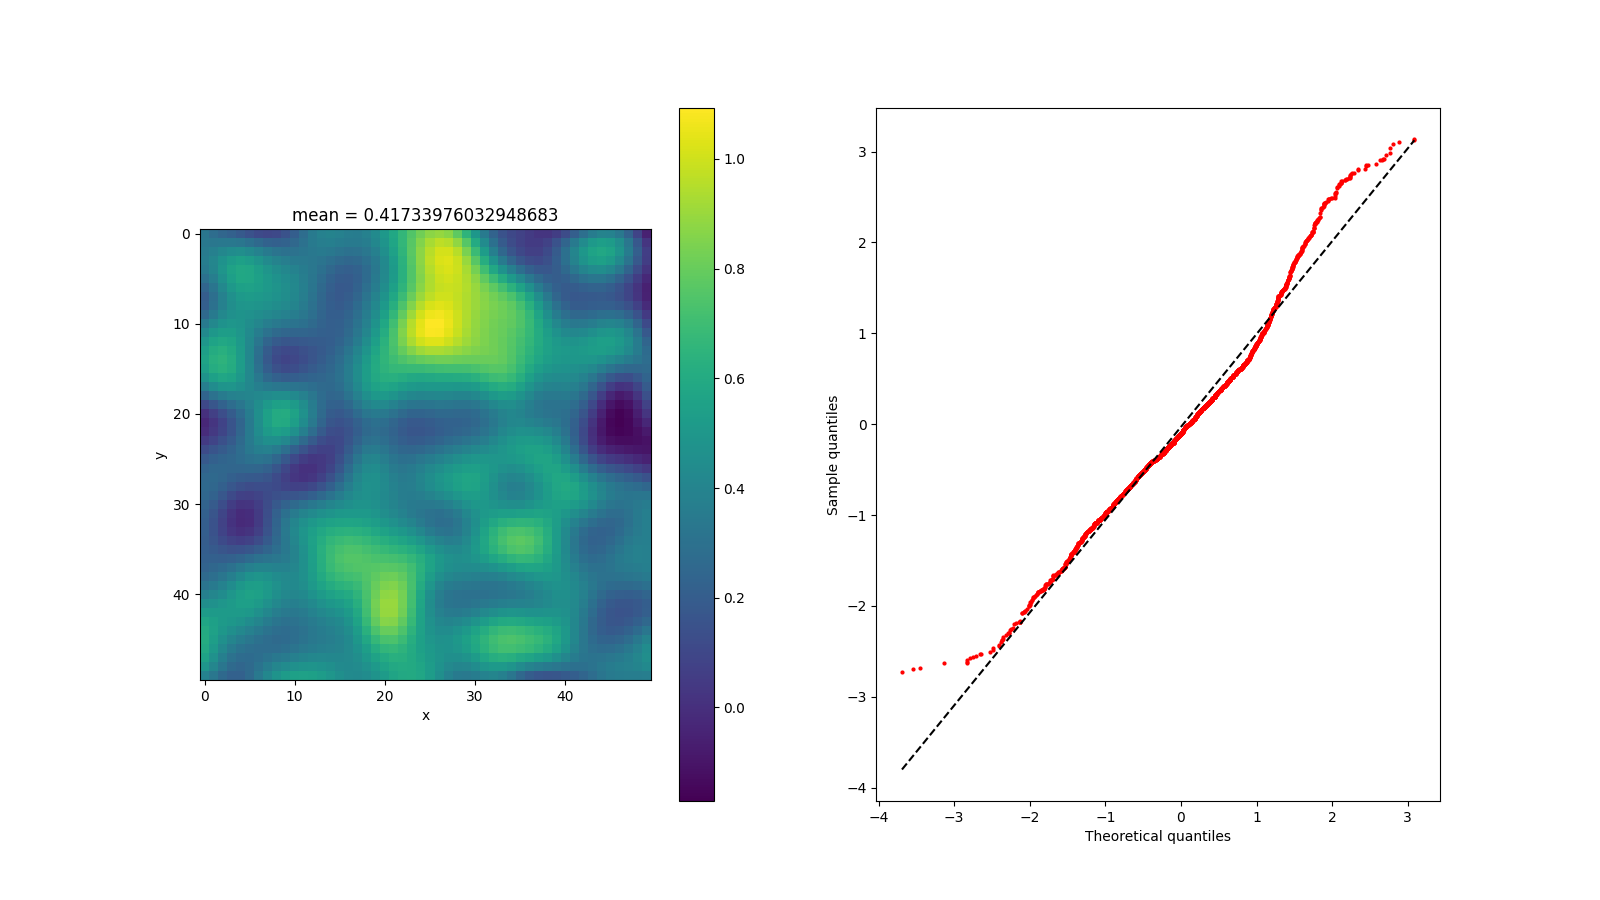 mean = 0.41733976032948683
0
10
20
30
40
y
0 10 20 30 40
x
1.0
0.8
0.6
0.4
0.2
0.0
3
2
1
0
−1
−2
−3
−4
Sample quantiles
−4 −3 −2 −1 0 1 2 3
Theoretical quantiles